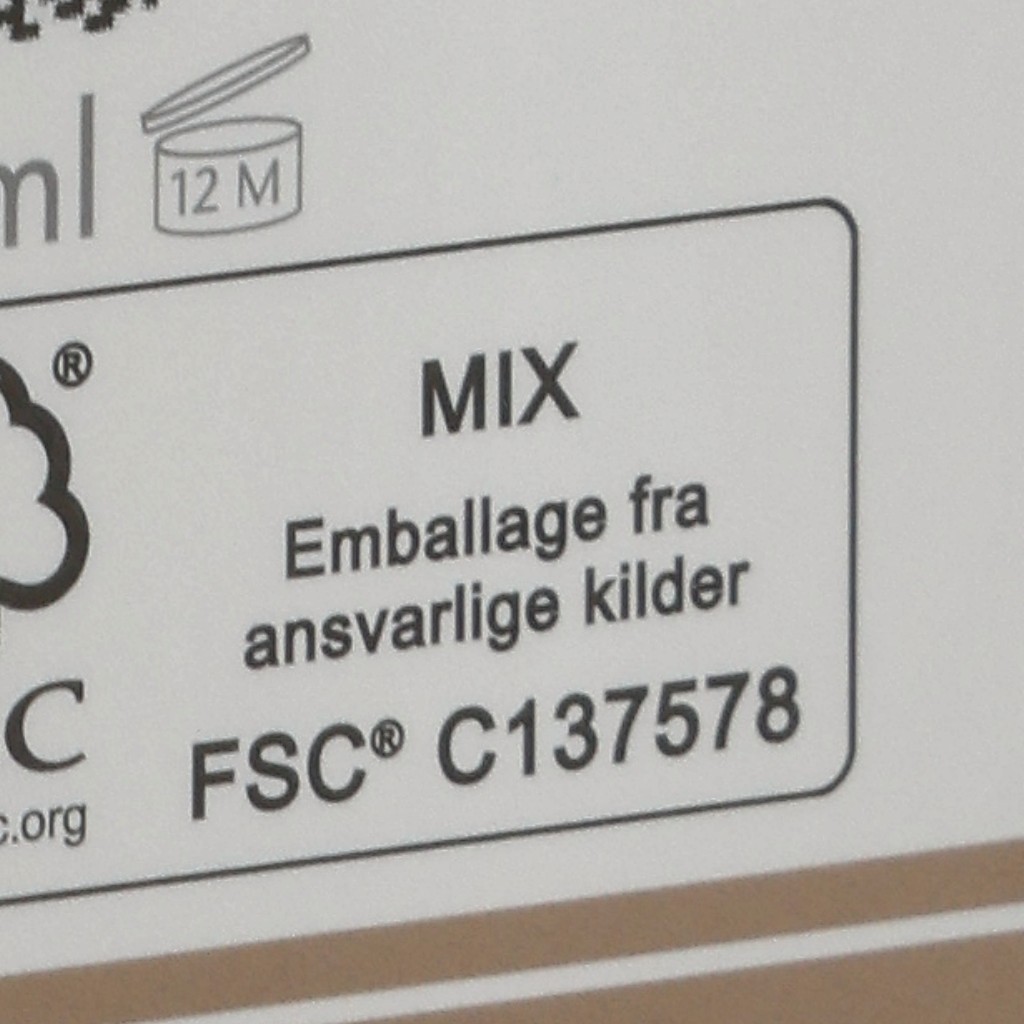 ml
12 M
®
MIX
Emballage fra
ansvarlige kilder
C
FSC® C137578
c.org